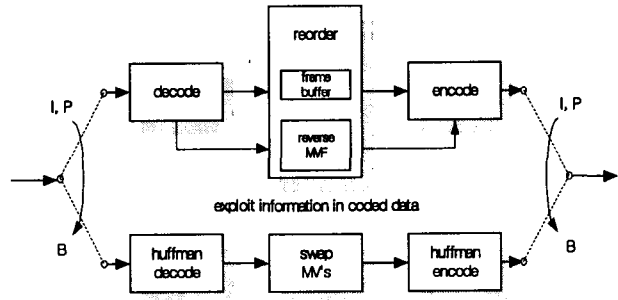 reorder
frame
buffer
decode
encode
I, P
I, P
reverse
MVF
exploit information in coded data
B
B
huffman
decode
swap
MV's
huffman
encode